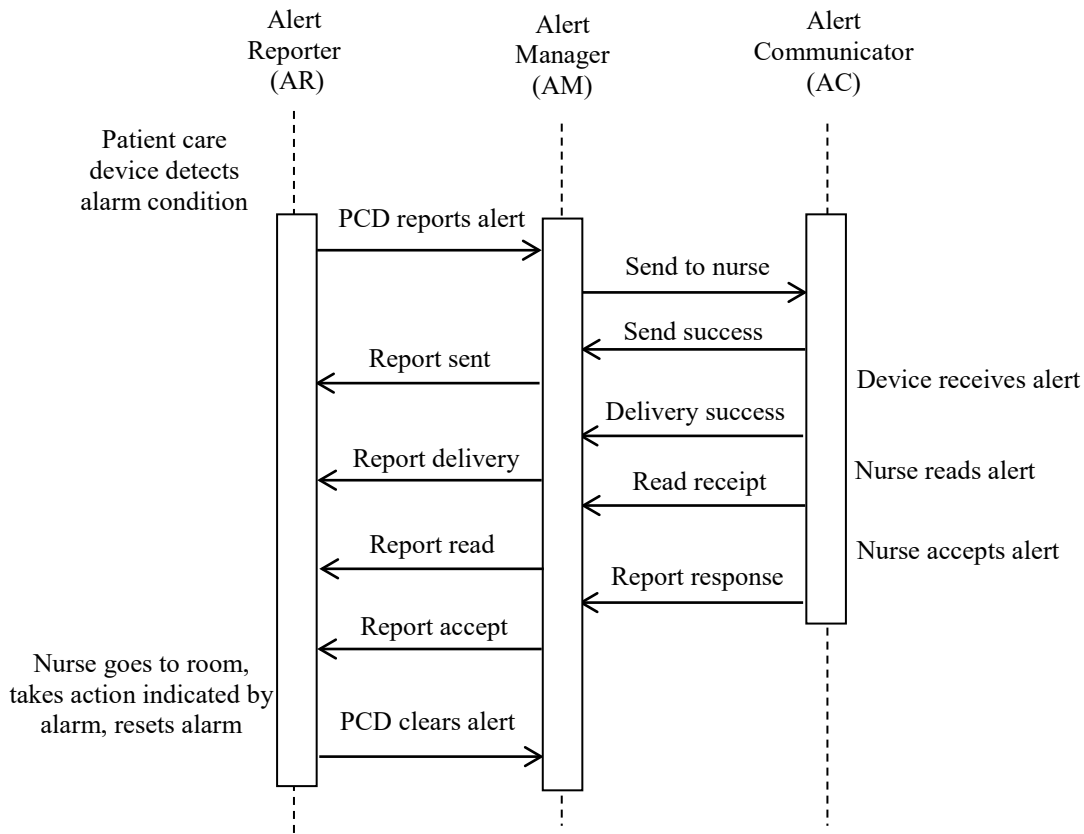 Alert
Reporter
(AR)
Alert
Manager
(AM)
Alert
Communicator
(AC)
Patient care
device detects
alarm condition
PCD reports alert
Send to nurse
Send success
Report sent
Device receives alert
Delivery success
Report delivery
Nurse reads alert
Read receipt
Report read
Nurse accepts alert
Report response
Report accept
Nurse goes to room,
takes action indicated by
alarm, resets alarm
PCD clears alert